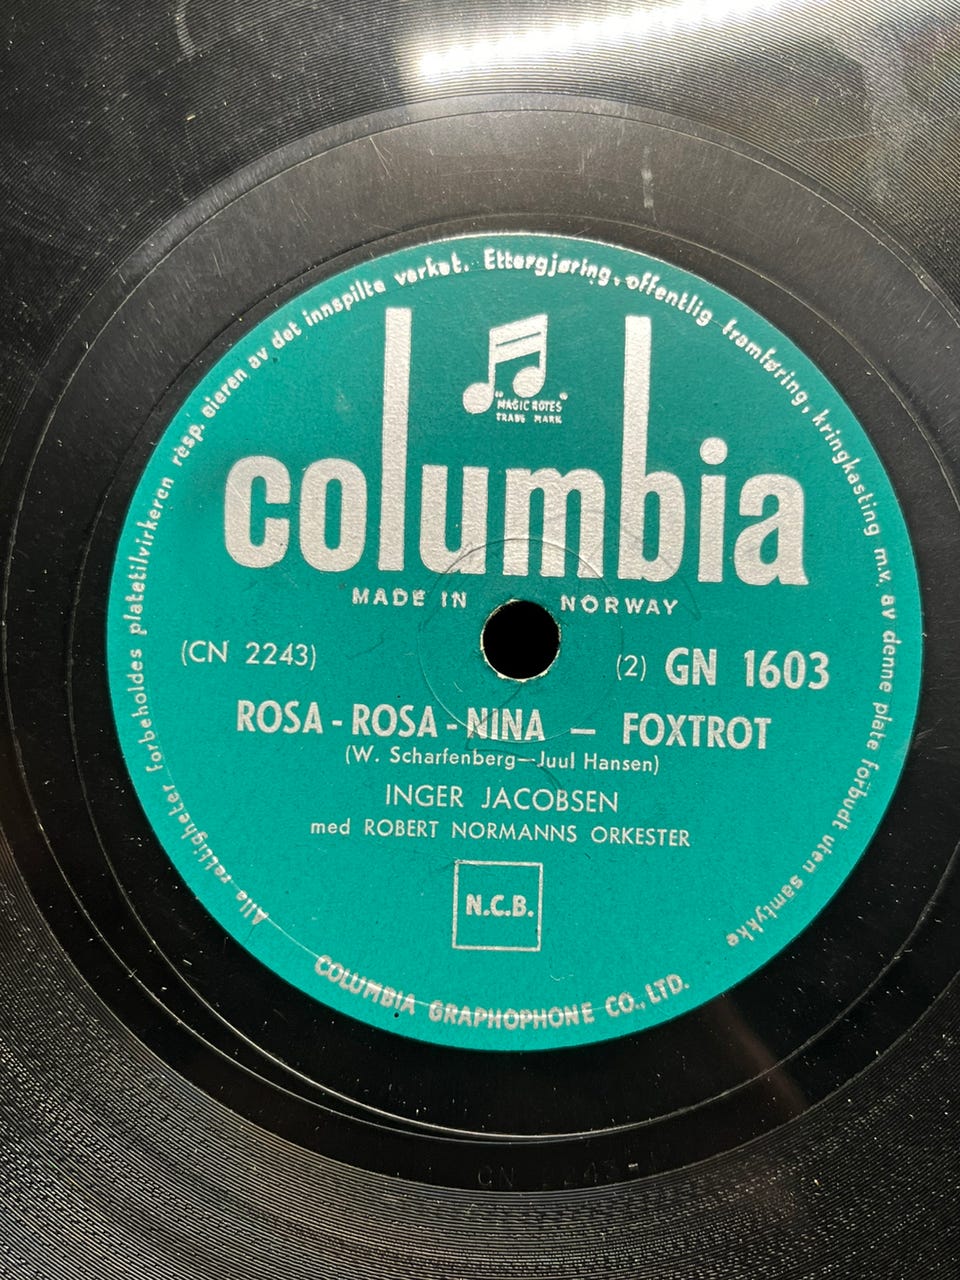 Alle rettigheter forbeholdes platetilvirkeren resp. eieren av det innspilte verket. Ettergjøring, offentlig framføring, kringkasting m.v. av denne plate forbudt uten samtykke
"MAGIC NOTES"
TRADE MARK
columbia
MADE IN NORWAY
(CN 2243) (2) GN 1603
ROSA-ROSA-NINA — FOXTROT
(W. Scharfenberg—Juul Hansen)
INGER JACOBSEN
med ROBERT NORMANNS ORKESTER
N.C.B.
COLUMBIA GRAPHOPHONE CO., LTD.